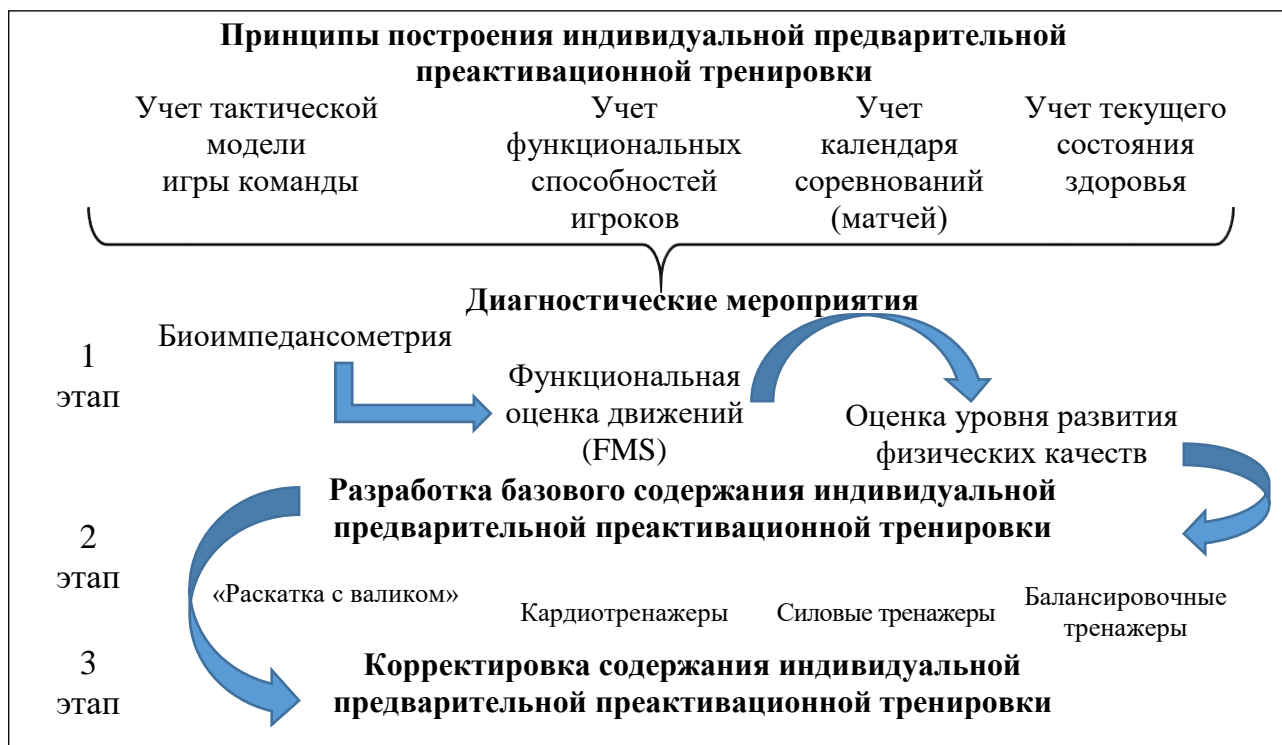 Принципы построения индивидуальной предварительной
преактивационной тренировки
Учет тактической
модели
игры команды
Учет
функциональных
способностей
игроков
Учет
календаря
соревнований
(матчей)
Учет текущего
состояния
здоровья
Диагностические мероприятия
1
этап
Биоимпедансометрия
Функциональная
оценка движений
(FMS)
Оценка уровня развития
физических качеств
2
этап
Разработка базового содержания индивидуальной
предварительной преактивационной тренировки
«Раскатка с валиком»
Кардиотренажеры
Силовые тренажеры
Балансировочные
тренажеры
3
этап
Корректировка содержания индивидуальной
предварительной преактивационной тренировки